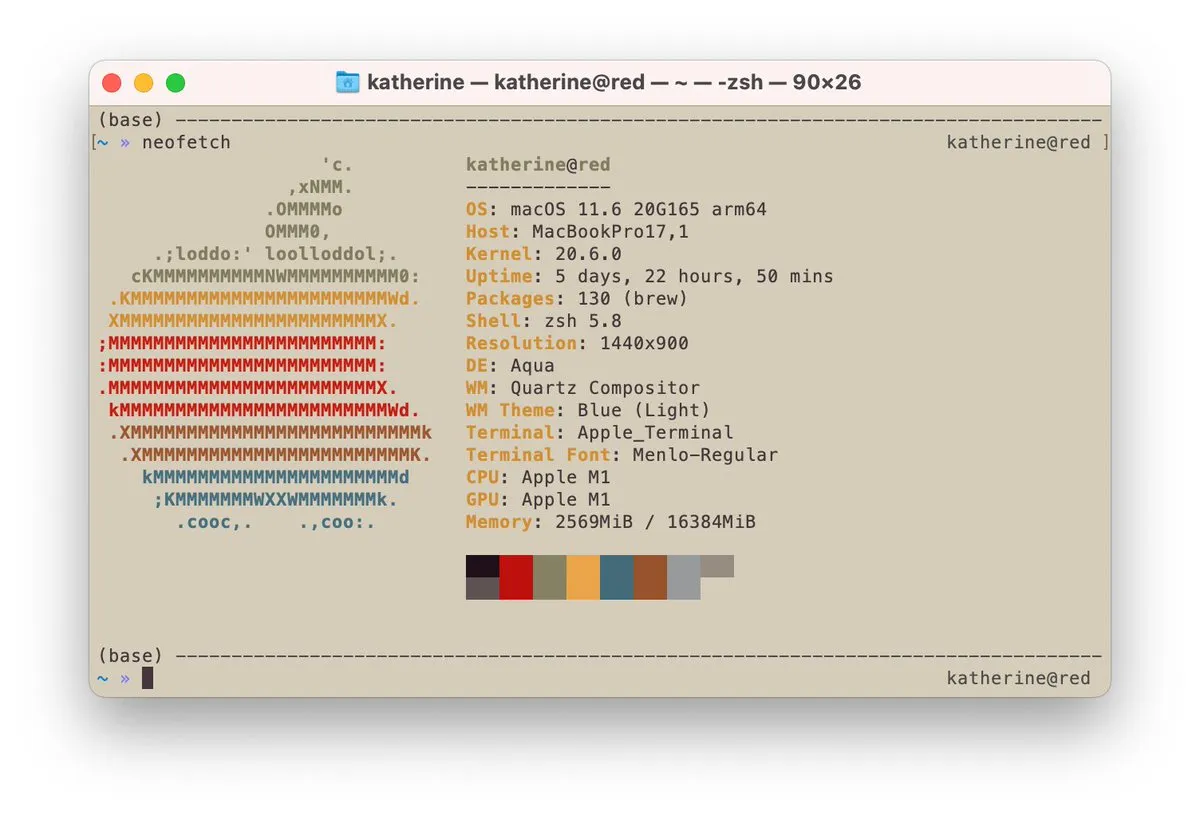 katherine — katherine@red — ~ — -zsh — 90×26
(base) -----------------------------------------------------------------------------------
[~ » neofetch katherine@red ]
                    'c.          katherine@red
                 ,xNMM.          -------------
               .OMMMMo           OS: macOS 11.6 20G165 arm64
               OMMM0,            Host: MacBookPro17,1
     .;loddo:' loolloddol;.      Kernel: 20.6.0
   cKMMMMMMMMMMNWMMMMMMMMMM0:    Uptime: 5 days, 22 hours, 50 mins
 .KMMMMMMMMMMMMMMMMMMMMMMMWd.    Packages: 130 (brew)
 XMMMMMMMMMMMMMMMMMMMMMMMX.      Shell: zsh 5.8
;MMMMMMMMMMMMMMMMMMMMMMMM:       Resolution: 1440x900
:MMMMMMMMMMMMMMMMMMMMMMMM:       DE: Aqua
.MMMMMMMMMMMMMMMMMMMMMMMMX.      WM: Quartz Compositor
 kMMMMMMMMMMMMMMMMMMMMMMMMWd.    WM Theme: Blue (Light)
 .XMMMMMMMMMMMMMMMMMMMMMMMMMMk   Terminal: Apple_Terminal
  .XMMMMMMMMMMMMMMMMMMMMMMMMK.   Terminal Font: Menlo-Regular
    kMMMMMMMMMMMMMMMMMMMMMMd     CPU: Apple M1
     ;KMMMMMMMWXXWMMMMMMMk.      GPU: Apple M1
       .cooc,.    .,coo:.        Memory: 2569MiB / 16384MiB
(base) -----------------------------------------------------------------------------------
~ » katherine@red